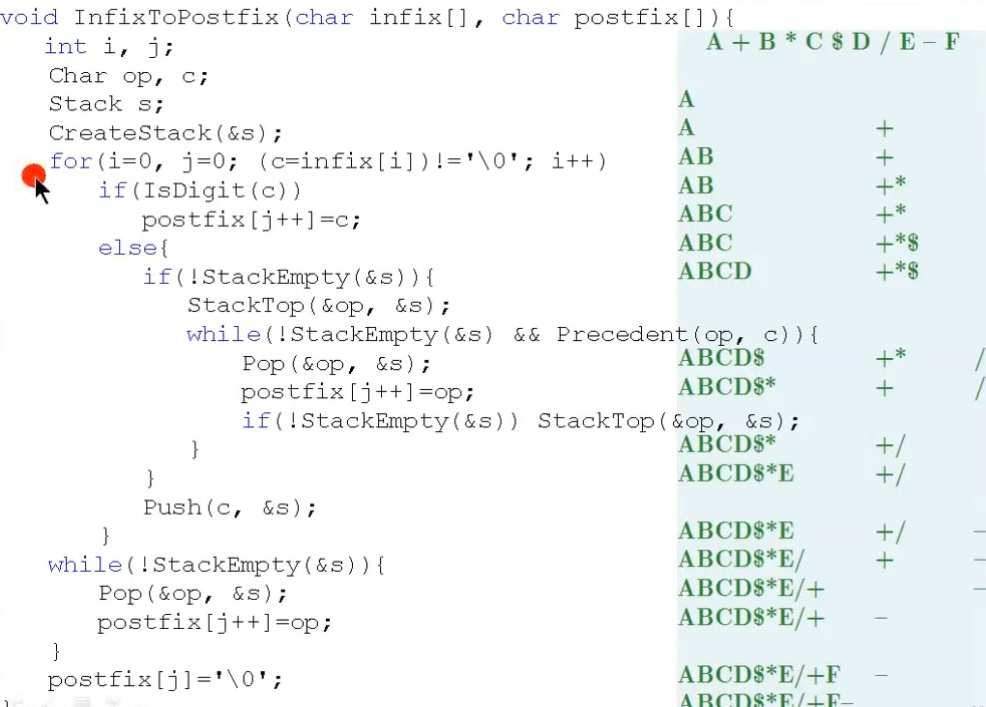 void InfixToPostfix(char infix[], char postfix[]){
int i, j;
Char op, c;
Stack s;
CreateStack(&s);
for(i=0, j=0; (c=infix[i])!='\0'; i++)
if(IsDigit(c))
postfix[j++]=c;
else{
if(!StackEmpty(&s)){
StackTop(&op, &s);
while(!StackEmpty(&s) && Precedent(op, c)){
Pop(&op, &s);
postfix[j++]=op;
if(!StackEmpty(&s)) StackTop(&op, &s);
}
}
Push(c, &s);
}
while(!StackEmpty(&s)){
Pop(&op, &s);
postfix[j++]=op;
}
postfix[j]='\0';
}
A + B * C $ D / E – F
A
A +
AB +
AB +*
ABC +*
ABC +*$
ABCD +*$
ABCD$ +* /
ABCD$* + /
ABCD$* +/
ABCD$*E +/
ABCD$*E +/ –
ABCD$*E/ + –
ABCD$*E/+ –
ABCD$*E/+ –
ABCD$*E/+F –
ABCD$*E/+F–